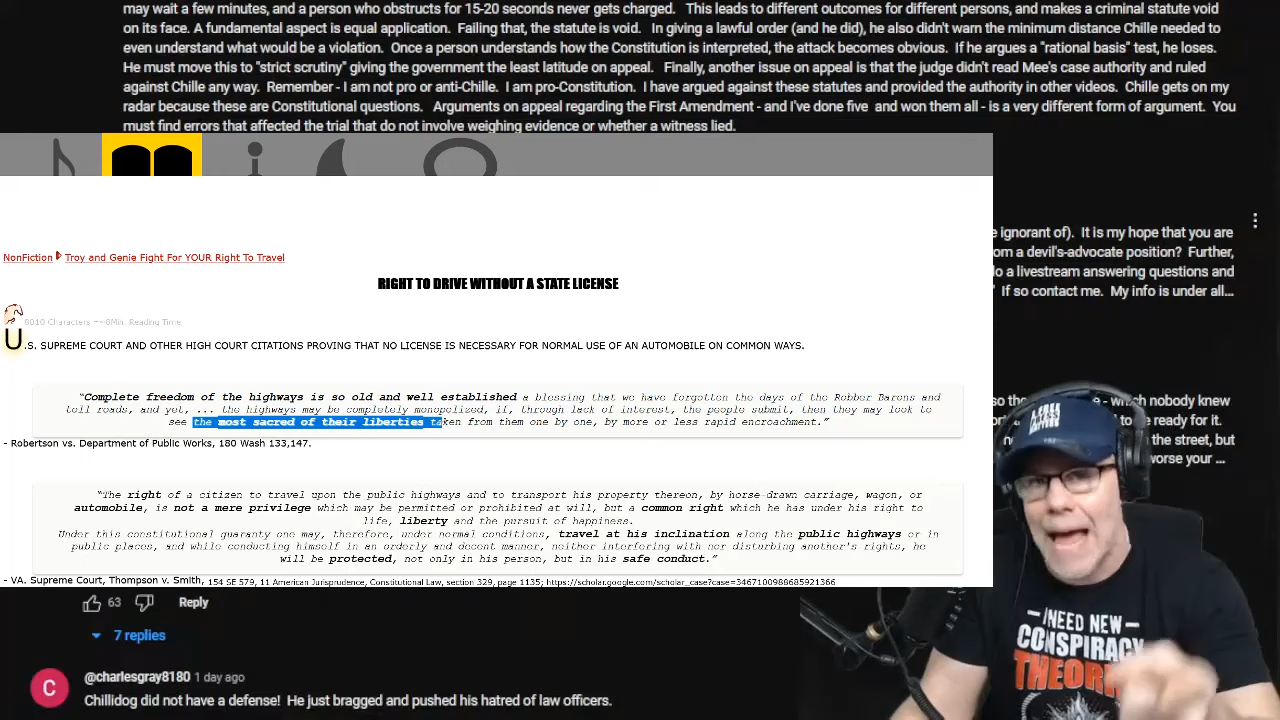 may wait a few minutes, and a person who obstructs for 15-20 seconds never gets charged. This leads to different outcomes for different persons, and makes a criminal statute void
on its face. A fundamental aspect is equal application. Failing that, the statute is void. In giving a lawful order (and he did), he also didn't warn the minimum distance Chille needed to
even understand what would be a violation. Once a person understands how the Constitution is interpreted, the attack becomes obvious. If he argues a "rational basis" test, he loses.
He must move this to "strict scrutiny" giving the government the least latitude on appeal. Finally, another issue on appeal is that the judge didn't read Mee's case authority and ruled
against Chille any way. Remember - I am not pro or anti-Chille. I am pro-Constitution. I have argued against these statutes and provided the authority in other videos. Chille gets on my
radar because these are Constitutional questions. Arguments on appeal regarding the First Amendment - and I've done five and won them all - is a very different form of argument. You
must find errors that affected the trial that do not involve weighing evidence or whether a witness lied.
ignorant of). It is my hope that you are
om a devil's-advocate position? Further,
o a livestream answering questions and
If so contact me. My info is under all...
NonFiction Troy and Genie Fight For YOUR Right To Travel
RIGHT TO DRIVE WITHOUT A STATE LICENSE
8010 Characters ~~8Min. Reading Time
U.S. SUPREME COURT AND OTHER HIGH COURT CITATIONS PROVING THAT NO LICENSE IS NECESSARY FOR NORMAL USE OF AN AUTOMOBILE ON COMMON WAYS.
"Complete freedom of the highways is so old and well established a blessing that we have forgotten the days of the Robber Barons and
toll roads, and yet, ... the highways may be completely monopolized, if, through lack of interest, the people submit, then they may look to
see the most sacred of their liberties taken from them one by one, by more or less rapid encroachment."
- Robertson vs. Department of Public Works, 180 Wash 133,147.
"The right of a citizen to travel upon the public highways and to transport his property thereon, by horse-drawn carriage, wagon, or
automobile, is not a mere privilege which may be permitted or prohibited at will, but a common right which he has under his right to
life, liberty and the pursuit of happiness.
Under this constitutional guaranty one may, therefore, under normal conditions, travel at his inclination along the public highways or in
public places, and while conducting himself in an orderly and decent manner, neither interfering with nor disturbing another's rights, he
will be protected, not only in his person, but in his safe conduct."
- VA. Supreme Court, Thompson v. Smith, 154 SE 579, 11 American Jurisprudence, Constitutional Law, section 329, page 1135; https://scholar.google.com/scholar_case?case=3467100988685921366
which nobody knew
ready for it.
the street, but
worse your ...
I NEED NEW
CONSPIRACY
63 Reply
7 replies
C
@charlesgray8180 1 day ago
Chillidog did not have a defense! He just bragged and pushed his hatred of law officers.